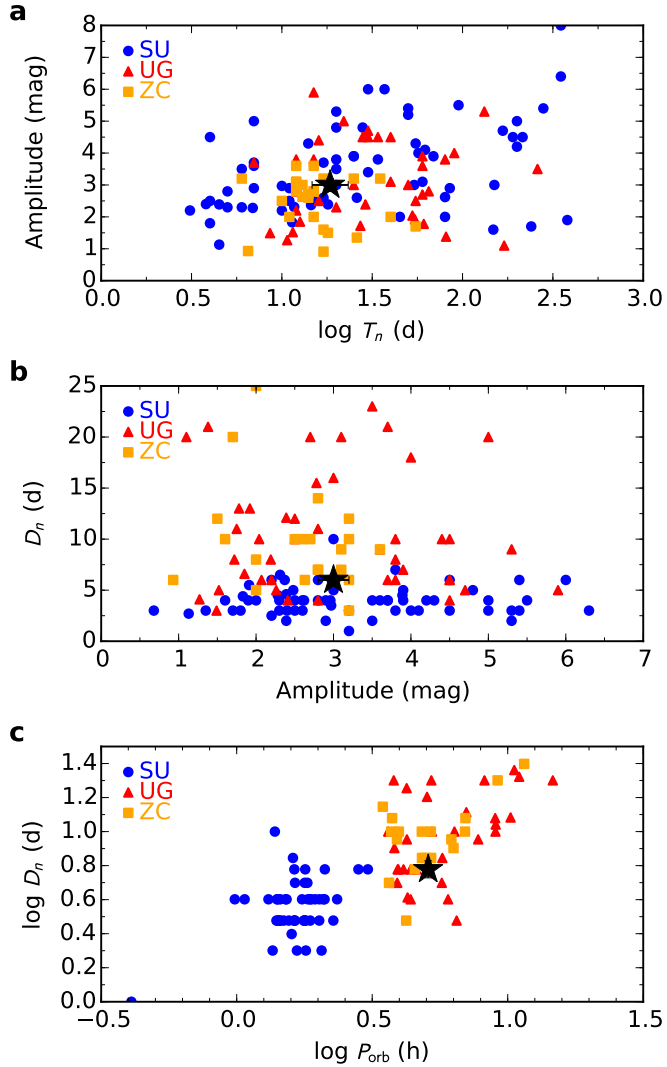 a
8
7
6
5
4
3
2
1
0
Amplitude (mag)
SU
UG
ZC
0.0 0.5 1.0 1.5 2.0 2.5 3.0
log Tn (d)
b
25
20
15
10
5
0
Dn (d)
SU
UG
ZC
0 1 2 3 4 5 6 7
Amplitude (mag)
c
1.4
1.2
1.0
0.8
0.6
0.4
0.2
0.0
log Dn (d)
SU
UG
ZC
−0.5 0.0 0.5 1.0 1.5
log Porb (h)